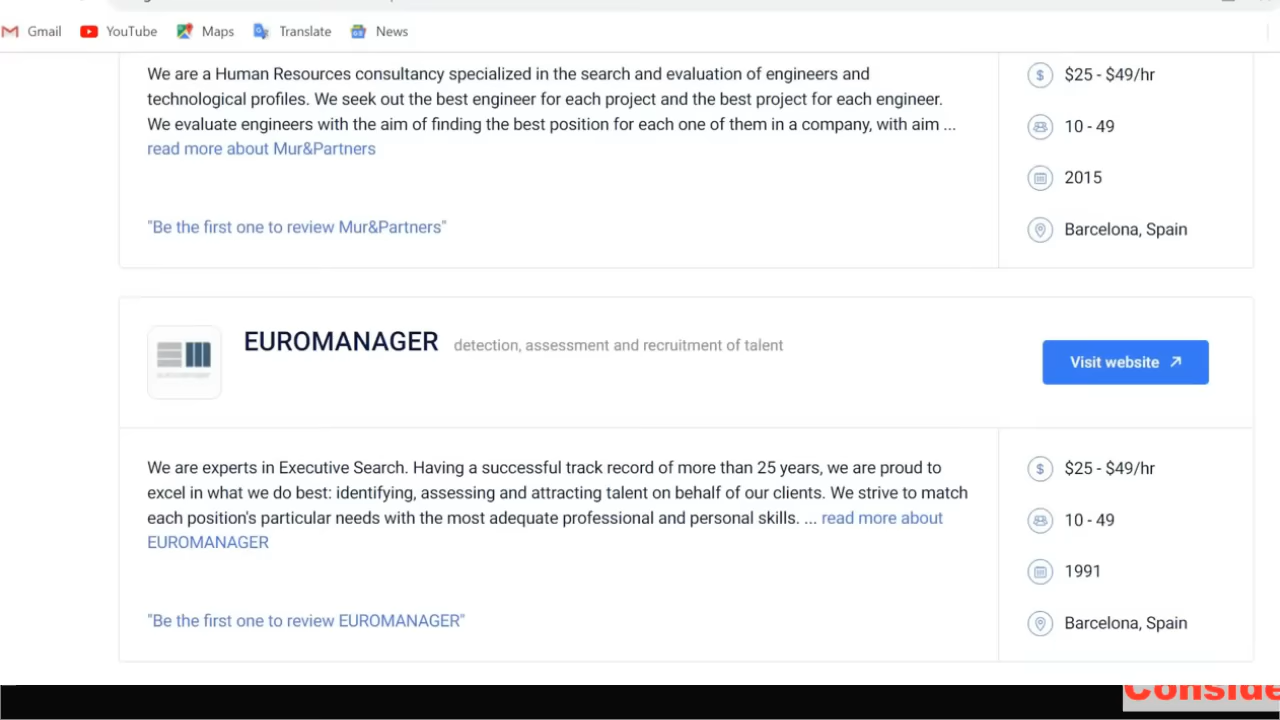 Gmail YouTube Maps Translate News
We are a Human Resources consultancy specialized in the search and evaluation of engineers and
technological profiles. We seek out the best engineer for each project and the best project for each engineer.
We evaluate engineers with the aim of finding the best position for each one of them in a company, with aim ...
read more about Mur&Partners
"Be the first one to review Mur&Partners"
$25 - $49/hr
10 - 49
2015
Barcelona, Spain
EUROMANAGER detection, assessment and recruitment of talent
Visit website
We are experts in Executive Search. Having a successful track record of more than 25 years, we are proud to
excel in what we do best: identifying, assessing and attracting talent on behalf of our clients. We strive to match
each position's particular needs with the most adequate professional and personal skills. ... read more about
EUROMANAGER
"Be the first one to review EUROMANAGER"
$25 - $49/hr
10 - 49
1991
Barcelona, Spain
Conside